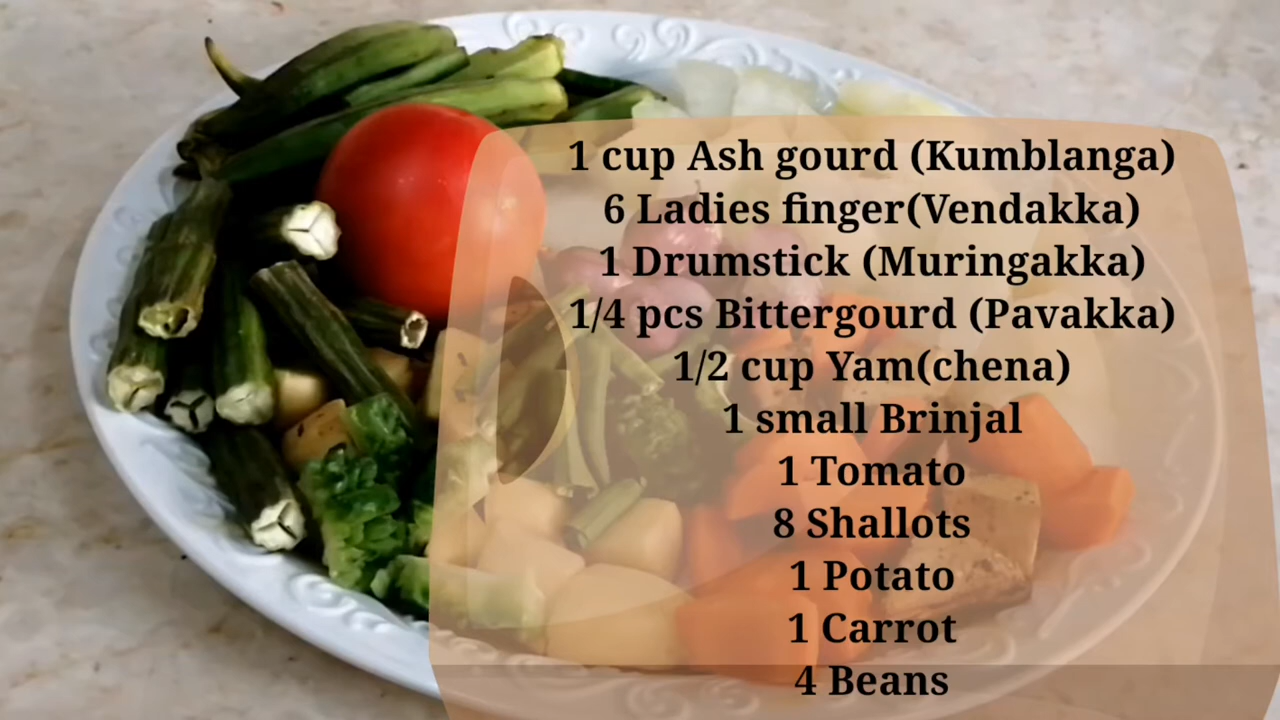 1 cup Ash gourd (Kumblanga)
6 Ladies finger(Vendakka)
1 Drumstick (Muringakka)
1/4 pcs Bittergourd (Pavakka)
1/2 cup Yam(chena)
1 small Brinjal
1 Tomato
8 Shallots
1 Potato
1 Carrot
4 Beans